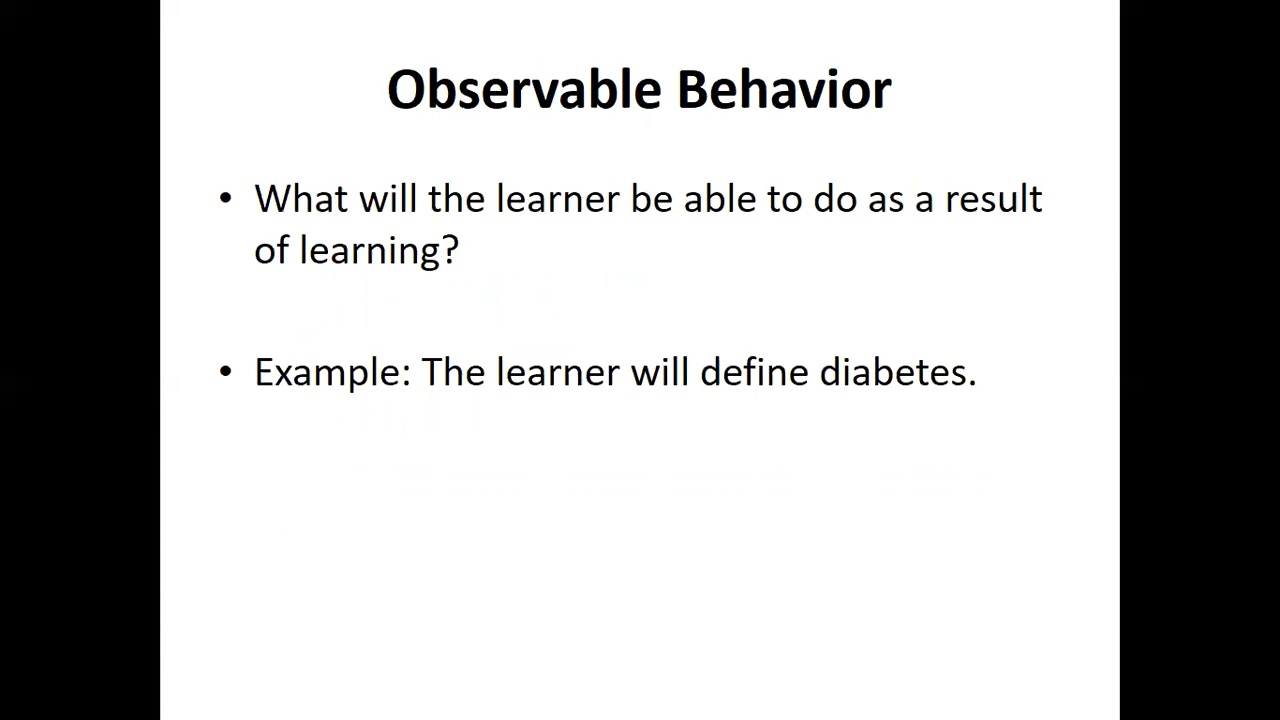 Observable Behavior
• What will the learner be able to do as a result
of learning?
• Example: The learner will define diabetes.